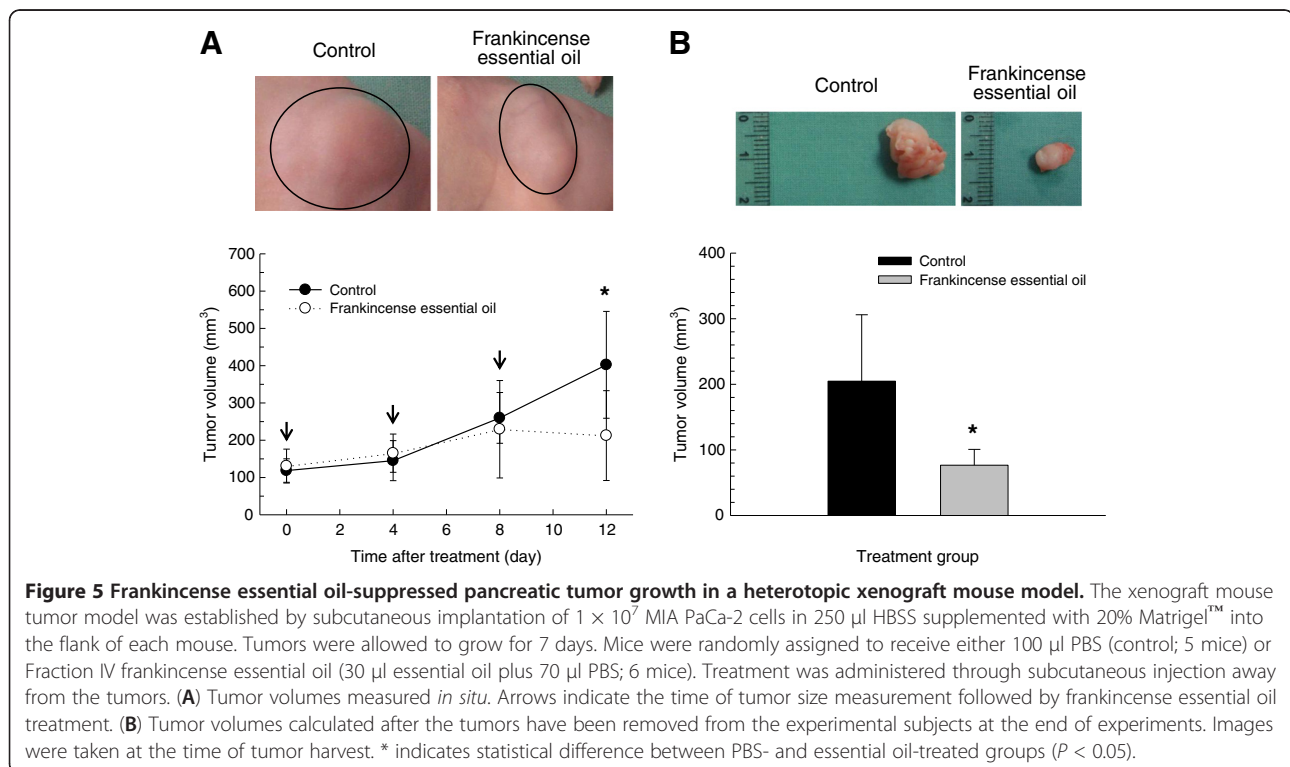 A
Control
Frankincense
essential oil
B
Control
Frankincense
essential oil
0
1
2
0
1
2
700
600
500
400
300
200
100
0
Tumor volume (mm³)
Control
Frankincense essential oil
*
0 2 4 6 8 10 12
Time after treatment (day)
400
300
200
100
0
Tumor volume (mm³)
Control
Frankincense essential oil
*
Treatment group
Figure 5 Frankincense essential oil-suppressed pancreatic tumor growth in a heterotopic xenograft mouse model. The xenograft mouse
tumor model was established by subcutaneous implantation of 1 × 10⁷ MIA PaCa-2 cells in 250 μl HBSS supplemented with 20% Matrigel™ into
the flank of each mouse. Tumors were allowed to grow for 7 days. Mice were randomly assigned to receive either 100 μl PBS (control; 5 mice) or
Fraction IV frankincense essential oil (30 μl essential oil plus 70 μl PBS; 6 mice). Treatment was administered through subcutaneous injection away
from the tumors. (A) Tumor volumes measured in situ. Arrows indicate the time of tumor size measurement followed by frankincense essential oil
treatment. (B) Tumor volumes calculated after the tumors have been removed from the experimental subjects at the end of experiments. Images
were taken at the time of tumor harvest. * indicates statistical difference between PBS- and essential oil-treated groups (P < 0.05).